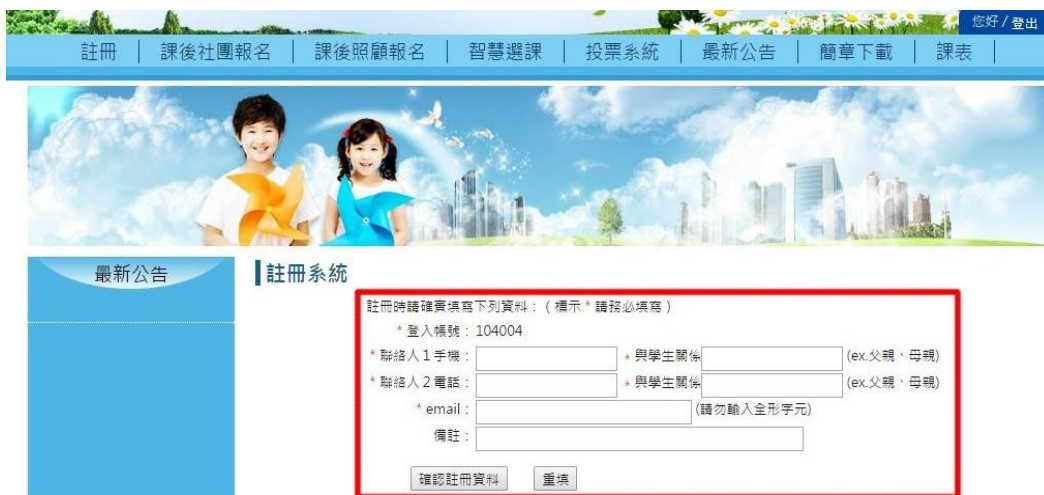 您好 / 登出
註冊 | 課後社團報名 | 課後照顧報名 | 智慧選課 | 投票系統 | 最新公告 | 簡章下載 | 課表 |
最新公告
註冊系統
註冊時請確實填寫下列資料：( 標示 * 請務必填寫 )
* 登入帳號：104004
* 聯絡人1手機： * 與學生關係 (ex.父親、母親)
* 聯絡人2電話： * 與學生關係 (ex.父親、母親)
* email： (請勿輸入全形字元)
備註：
確認註冊資料 重填